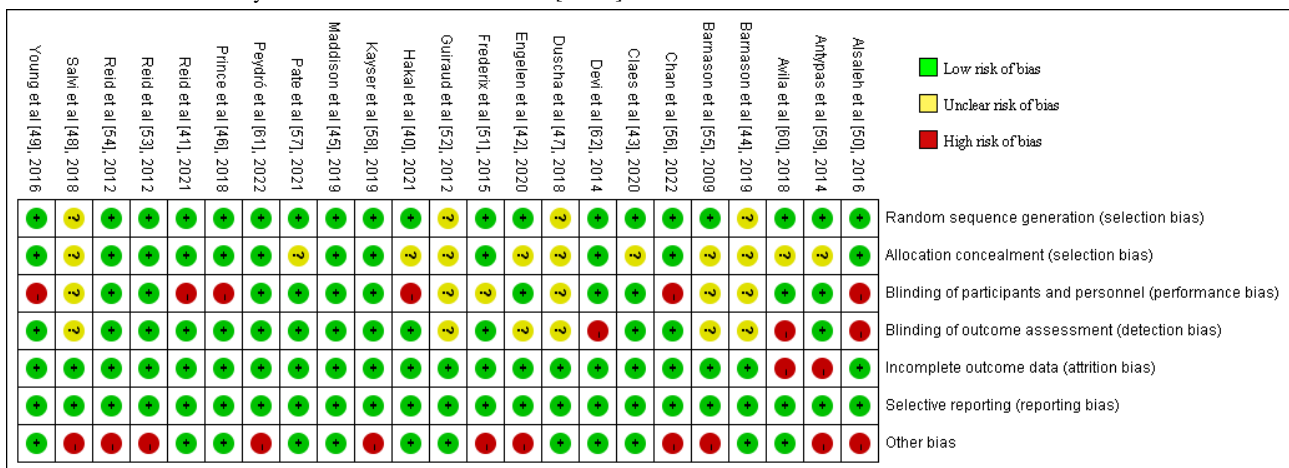 Young et al [49], 2016
Salvi et al [48], 2018
Reid et al [54], 2012
Reid et al [53], 2012
Reid et al [41], 2021
Prince et al [46], 2018
Peydró et al [61], 2022
Pate et al [57], 2021
Maddison et al [45], 2019
Kayser et al [58], 2019
Hakal et al [40], 2021
Guiraud et al [52], 2012
Frederix et al [51], 2015
Engelen et al [42], 2020
Duscha et al [47], 2018
Devi et al [62], 2014
Claes et al [43], 2020
Chan et al [56], 2022
Barnason et al [55], 2009
Barnason et al [44], 2019
Avila et al [60], 2018
Antypas et al [59], 2014
Alsaleh et al [50], 2016
Low risk of bias
Unclear risk of bias
High risk of bias
+ ? + + + + + + + + + ? + + ? + + + + ? + + + Random sequence generation (selection bias)
+ ? + + + + + ? + + ? ? + ? ? + ? + ? ? ? ? + Allocation concealment (selection bias)
- ? + + - - + + + + - ? ? + ? + + - ? ? + + - Blinding of participants and personnel (performance bias)
+ ? + + + + + + + + + ? + ? ? - + + ? ? - + - Blinding of outcome assessment (detection bias)
+ + + + + + + + + + + + + + + + + + + + - - + Incomplete outcome data (attrition bias)
+ + + + + + + + + + + + + + + + + + + + + + + Selective reporting (reporting bias)
+ - - - + + - + + - + + - - + + + - - + + - - Other bias